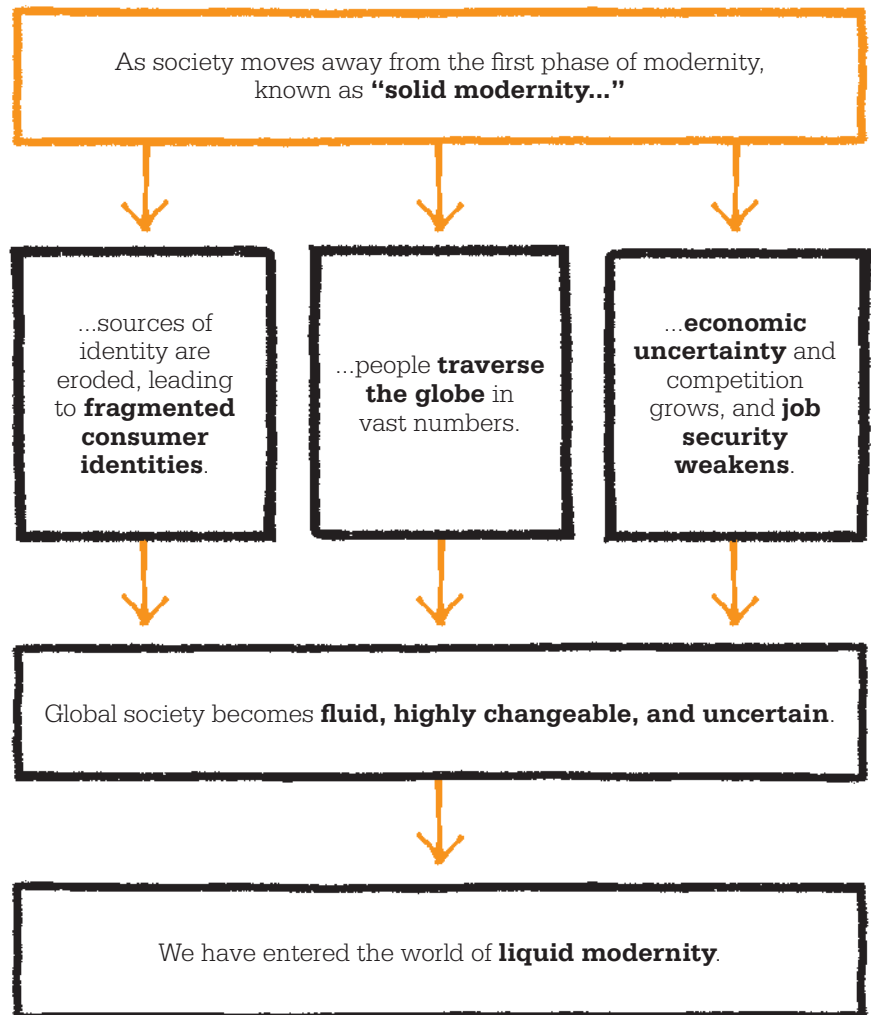 As society moves away from the first phase of modernity,
known as “solid modernity...”
...sources of
identity are
eroded, leading
to fragmented
consumer
identities.
...people traverse
the globe in
vast numbers.
...economic
uncertainty and
competition
grows, and job
security
weakens.
Global society becomes fluid, highly changeable, and uncertain.
We have entered the world of liquid modernity.